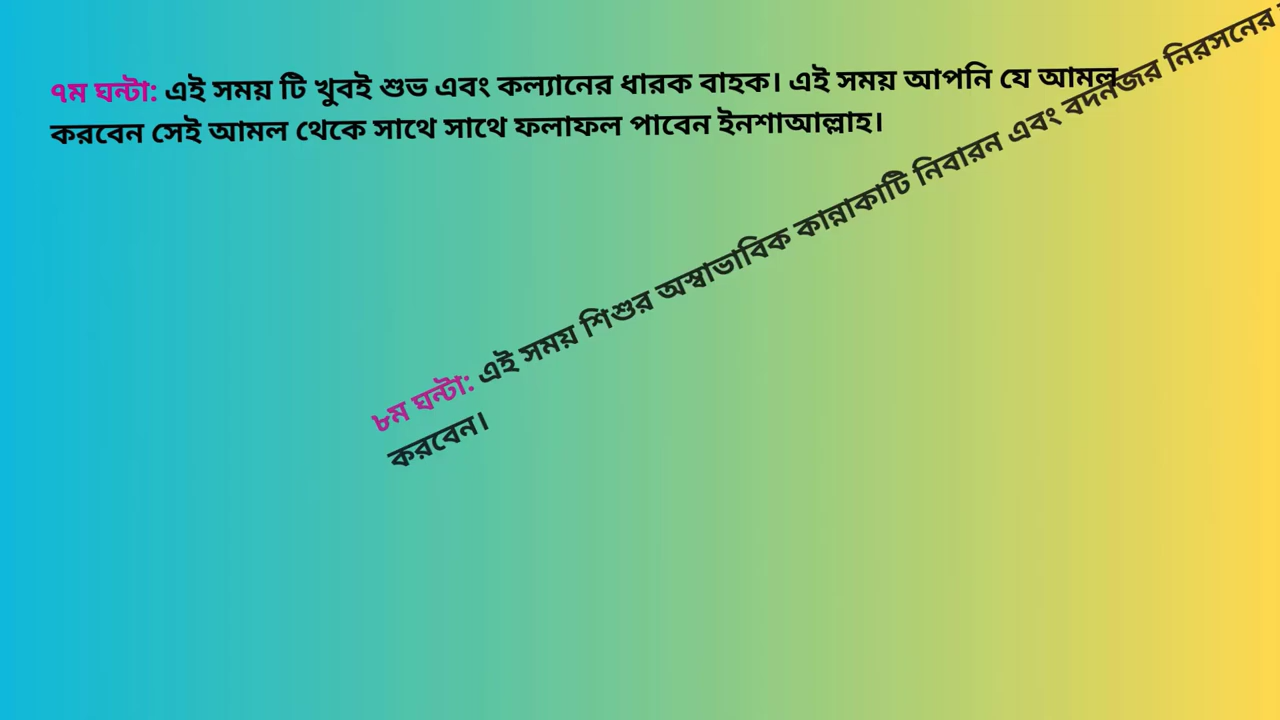 ৭ম ঘন্টা: এই সময় টি খুবই শুভ এবং কল্যানের ধারক বাহক। এই সময় আপনি যে আমল
করবেন সেই আমল থেকে সাথে সাথে ফলাফল পাবেন ইনশাআল্লাহ।
৮ম ঘন্টা: এই সময় শিশুর অস্বাভাবিক কান্নাকাটি নিবারন এবং বদনজর নিরসনের
করবেন।